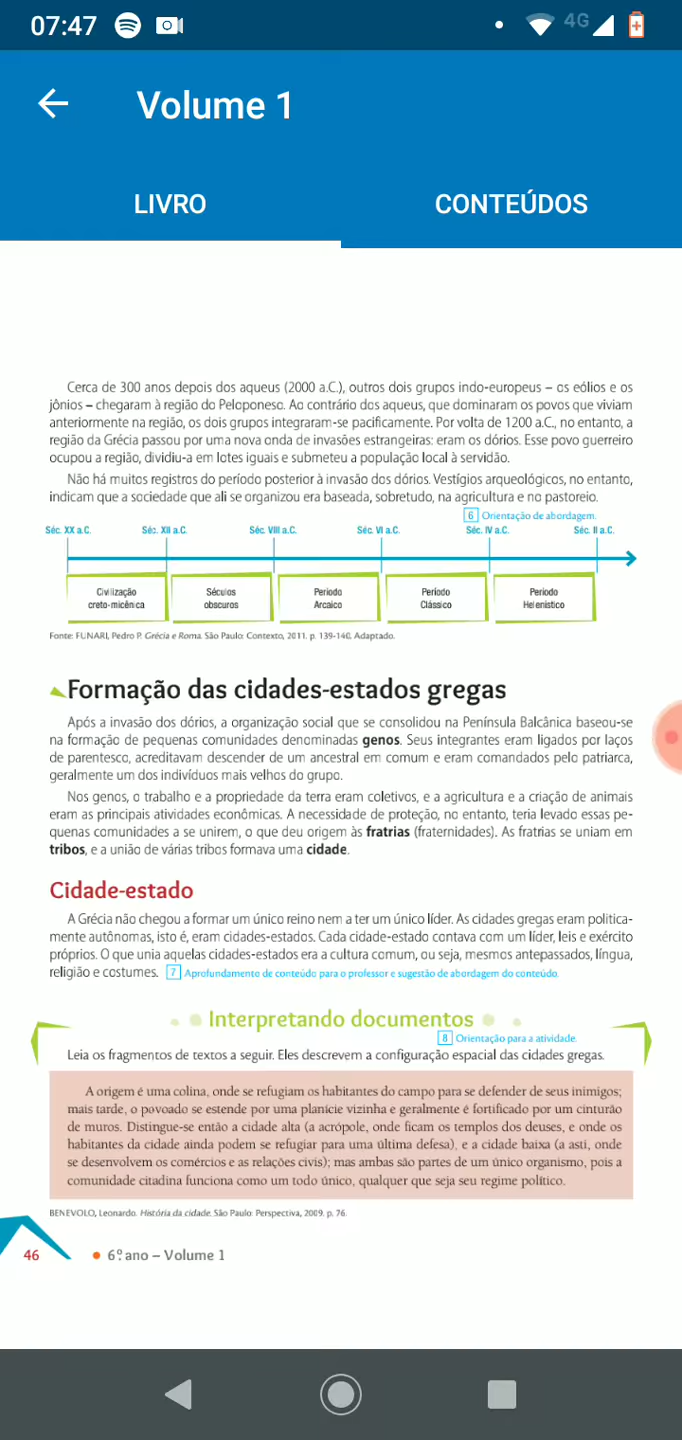 07:47
4G
Volume 1
LIVRO
CONTEÚDOS
Cerca de 300 anos depois dos aqueus (2000 a.C.), outros dois grupos indo-europeus – os eólios e os
jônios – chegaram à região do Peloponeso. Ao contrário dos aqueus, que dominaram os povos que viviam
anteriormente na região, os dois grupos integraram-se pacificamente. Por volta de 1200 a.C., no entanto, a
região da Grécia passou por uma nova onda de invasões estrangeiras: eram os dórios. Esse povo guerreiro
ocupou a região, dividiu-a em lotes iguais e submeteu a população local à servidão.
Não há muitos registros do período posterior à invasão dos dórios. Vestígios arqueológicos, no entanto,
indicam que a sociedade que ali se organizou era baseada, sobretudo, na agricultura e no pastoreio.
6 Orientação de abordagem.
Séc. XX a.C. Séc. XII a.C. Séc. VIII a.C. Séc. VI a.C. Séc. IV a.C. Séc. II a.C.
Civilização Séculos Período Período Período
creto-micênica obscuros Arcaico Clássico Helenístico
Fonte: FUNARI, Pedro P. Grécia e Roma. São Paulo: Contexto, 2011. p. 139-140. Adaptado.
Formação das cidades-estados gregas
Após a invasão dos dórios, a organização social que se consolidou na Península Balcânica baseou-se
na formação de pequenas comunidades denominadas genos. Seus integrantes eram ligados por laços
de parentesco, acreditavam descender de um ancestral em comum e eram comandados pelo patriarca,
geralmente um dos indivíduos mais velhos do grupo.
Nos genos, o trabalho e a propriedade da terra eram coletivos, e a agricultura e a criação de animais
eram as principais atividades econômicas. A necessidade de proteção, no entanto, teria levado essas pe-
quenas comunidades a se unirem, o que deu origem às fratrias (fraternidades). As fratrias se uniam em
tribos, e a união de várias tribos formava uma cidade.
Cidade-estado
A Grécia não chegou a formar um único reino nem a ter um único líder. As cidades gregas eram politica-
mente autônomas, isto é, eram cidades-estados. Cada cidade-estado contava com um líder, leis e exército
próprios. O que unia aquelas cidades-estados era a cultura comum, ou seja, mesmos antepassados, língua,
religião e costumes. 7 Aprofundamento de conteúdo para o professor e sugestão de abordagem do conteúdo.
Interpretando documentos
8 Orientação para a atividade.
Leia os fragmentos de textos a seguir. Eles descrevem a configuração espacial das cidades gregas.
A origem é uma colina, onde se refugiam os habitantes do campo para se defender de seus inimigos;
mais tarde, o povoado se estende por uma planície vizinha e geralmente é fortificado por um cinturão
de muros. Distingue-se então a cidade alta (a acrópole, onde ficam os templos dos deuses, e onde os
habitantes da cidade ainda podem se refugiar para uma última defesa), e a cidade baixa (a asti, onde
se desenvolvem os comércios e as relações civis); mas ambas são partes de um único organismo, pois a
comunidade citadina funciona como um todo único, qualquer que seja seu regime político.
BENEVOLO, Leonardo. História da cidade. São Paulo: Perspectiva, 2009. p. 76.
46 6º. ano – Volume 1